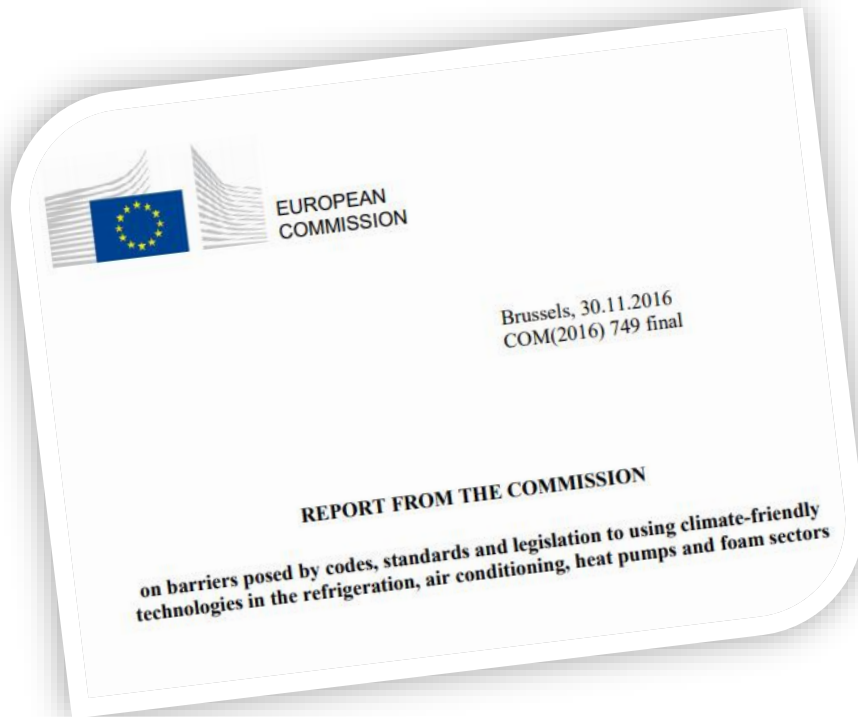 EUROPEAN
COMMISSION
Brussels, 30.11.2016
COM(2016) 749 final
REPORT FROM THE COMMISSION
on barriers posed by codes, standards and legislation to using climate-friendly
technologies in the refrigeration, air conditioning, heat pumps and foam sectors